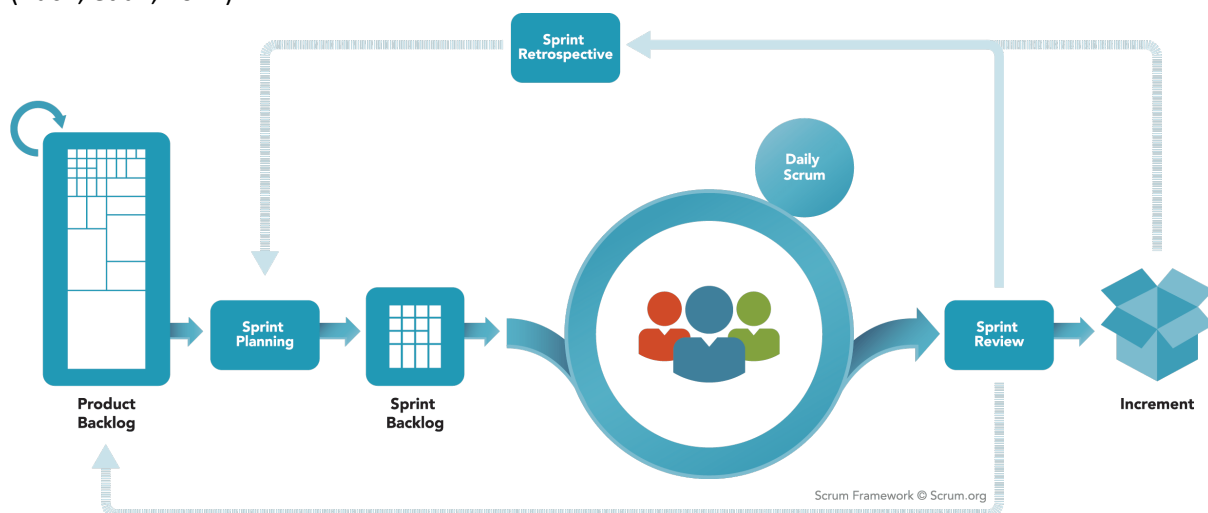 Sprint
Retrospective
Daily
Scrum
Sprint
Planning
Sprint
Review
Product
Backlog
Sprint
Backlog
Increment
Scrum Framework © Scrum.org